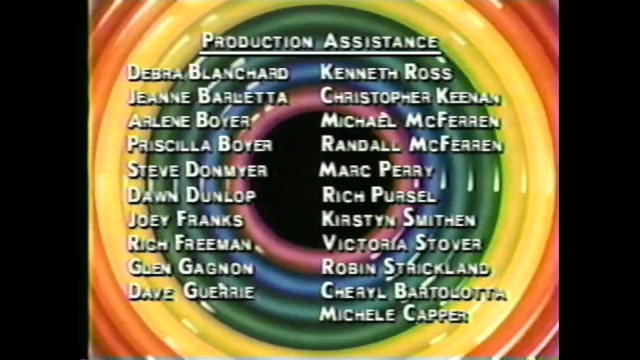 PRODUCTION ASSISTANCE
DEBRA BLANCHARD KENNETH ROSS
JEANNE BARLETTA CHRISTOPHER KEENAN
ARLENE BOYER MICHAEL MCFERREN
PRISCILLA BOYER RANDALL MCFERREN
STEVE DONMYER MARC PERRY
DAWN DUNLOP RICH PURSEL
JOEY FRANKS KIRSTYN SMITHEN
RICH FREEMAN VICTORIA STOVER
GLEN GAGNON ROBIN STRICKLAND
DAVE GUERRIE CHERYL BARTOLOTTA
MICHELE CAPPER